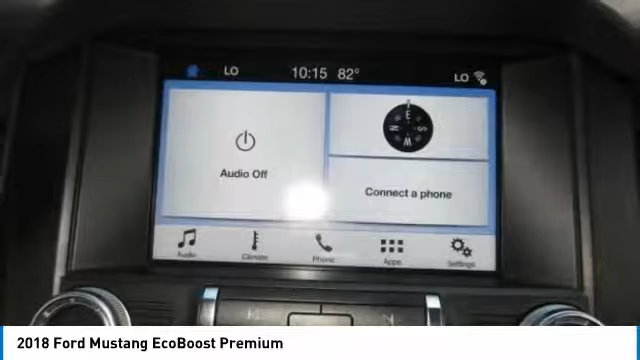 LO 10:15 82° LO
Audio Off
E
N S
W
Connect a phone
Audio Climate Phone Apps Settings
2018 Ford Mustang EcoBoost Premium